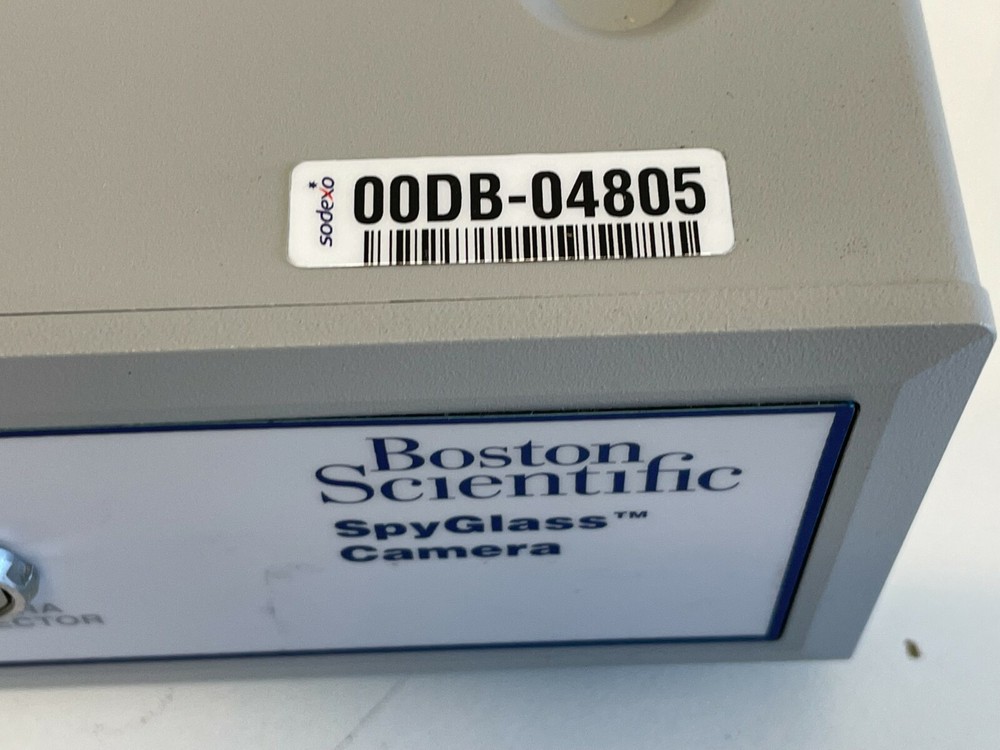 sodexo
00DB-04805
Boston
Scientific
SpyGlass™
Camera